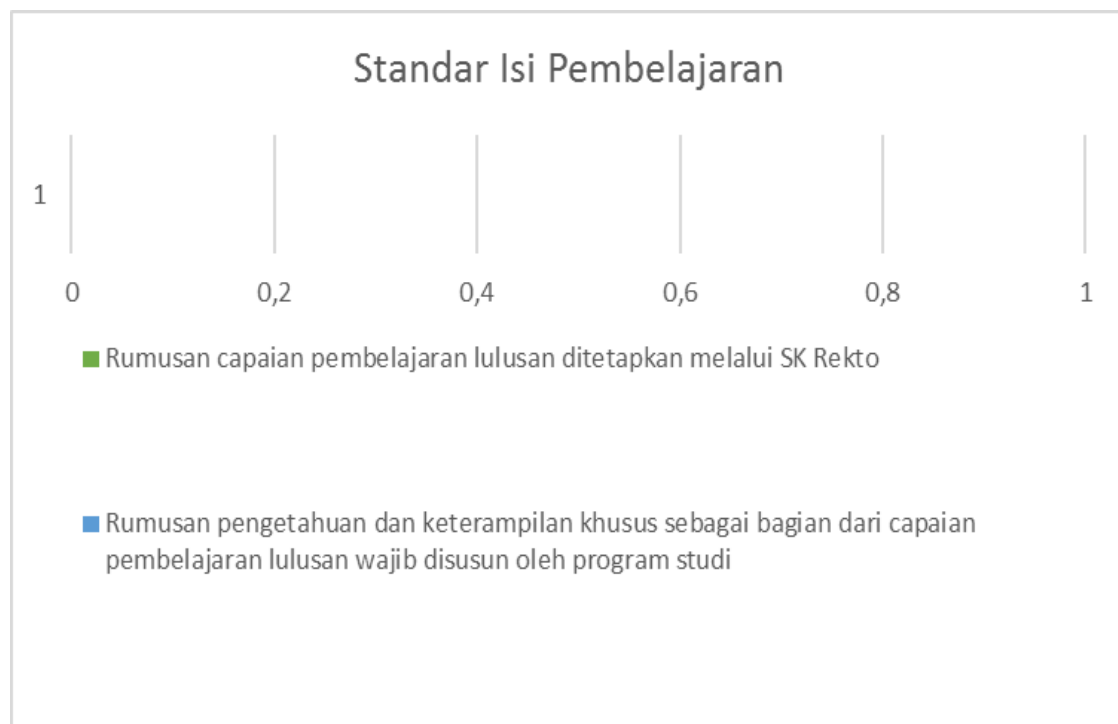 Standar Isi Pembelajaran
1
0 0,2 0,4 0,6 0,8 1
Rumusan capaian pembelajaran lulusan ditetapkan melalui SK Rekto
Rumusan pengetahuan dan keterampilan khusus sebagai bagian dari capaian
pembelajaran lulusan wajib disusun oleh program studi